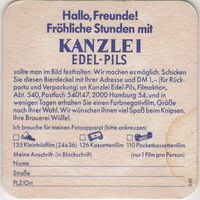 Hallo, Freunde!
Fröhliche Stunden mit
KANZLEI
EDEL-PILS
sollte man im Bild festhalten. Wir machen es möglich. Schicken
Sie diesen Bierdeckel mit Ihrer Adresse und DM 1,- (für Rück-
porto und Verpackung) an Kanzlei Edel-Pils, Filmaktion,
Abt. 540, Postfach 540147, 2000 Hamburg 54, und in
wenigen Tagen erhalten Sie einen Farbnegativfilm, Größe
nach Ihrer Wahl. Wir wünschen Ihnen viel Spaß beim Knipsen,
Ihre Brauerei Wülfel.
Ich brauche für meinen Fotoapparat (bitte ankreuzen):
135 Kleinbildfilm (24x36) 126 Kassettenfilm 110 Pocketkassettenfilm
Meine Anschrift: (in Blockschrift) (nur 1 Film pro Person)
Name
Straße
PLZ/Ort
540